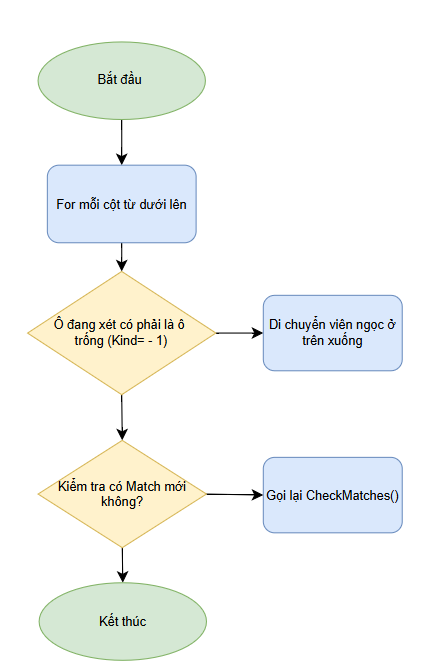 Bắt đầu
For mỗi cột từ dưới lên
Ô đang xét có phải là ô
trống (Kind= - 1)
Di chuyển viên ngọc ở
trên xuống
Kiểm tra có Match mới
không?
Gọi lại CheckMatches()
Kết thúc